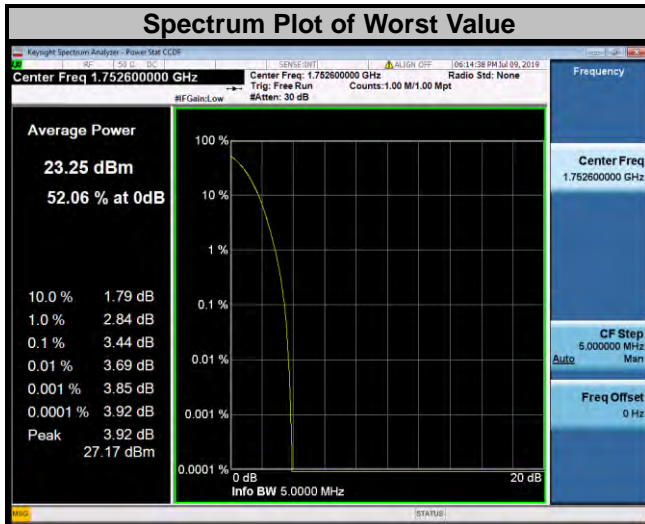 Spectrum Plot of Worst Value
Keysight Spectrum Analyzer - Power Stat CCDF
RF 50 Ω DC SENSE:INT ALIGN OFF 06:14:38 PM Jul 09, 2019
Center Freq 1.752600000 GHz
Center Freq: 1.752600000 GHz Radio Std: None
Trig: Free Run Counts:1.00 M/1.00 Mpt
#IFGain:Low #Atten: 30 dB
Frequency
Average Power
23.25 dBm
52.06 % at 0dB
10.0 % 1.79 dB
1.0 % 2.84 dB
0.1 % 3.44 dB
0.01 % 3.69 dB
0.001 % 3.85 dB
0.0001 % 3.92 dB
Peak 3.92 dB
27.17 dBm
100 %
10 %
1 %
0.1 %
0.01 %
0.001 %
0.0001 %
0 dB 20 dB
Info BW 5.0000 MHz
Center Freq
1.752600000 GHz
CF Step
5.000000 MHz
Auto Man
Freq Offset
0 Hz
MSG STATUS